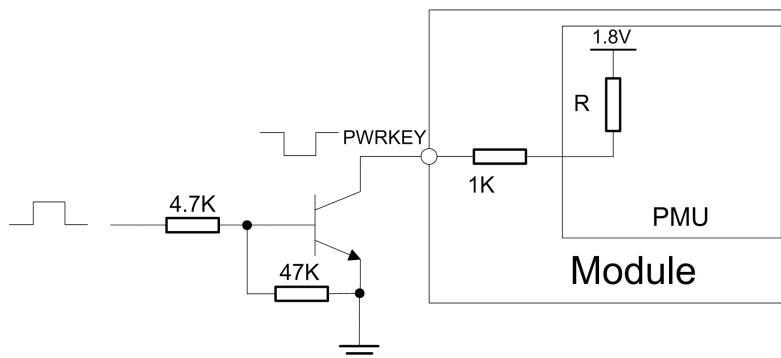 1.8V
R
PWRKEY
1K
4.7K
PMU
47K
Module